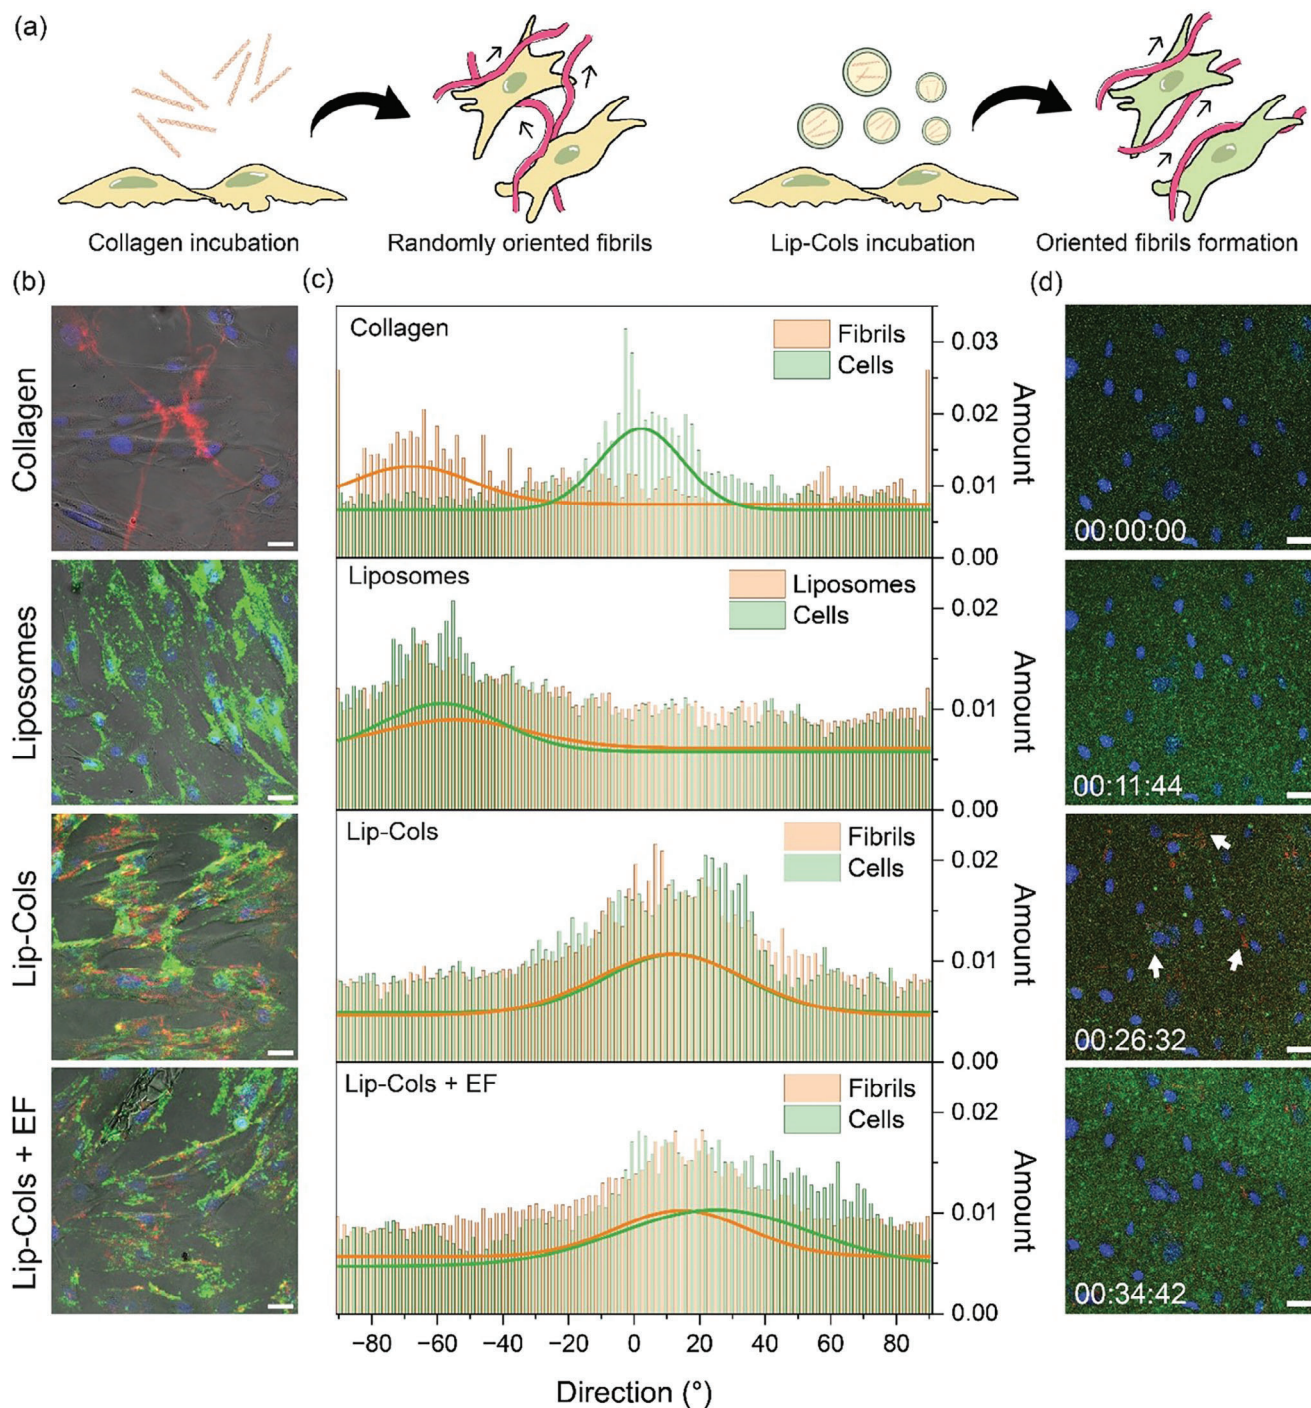 (a)
Collagen incubation
Randomly oriented fibrils
Lip-Cols incubation
Oriented fibrils formation
(b)
(c)
(d)
Collagen
Collagen
Fibrils
Cells
0.03
0.02
0.01
0.00
Amount
00:00:00
Liposomes
Liposomes
Liposomes
Cells
0.02
0.01
0.00
Amount
00:11:44
Lip-Cols
Lip-Cols
Fibrils
Cells
0.02
0.01
0.00
Amount
00:26:32
Lip-Cols + EF
Lip-Cols + EF
Fibrils
Cells
0.02
0.01
0.00
Amount
00:34:42
−80 −60 −40 −20 0 20 40 60 80
Direction (°)